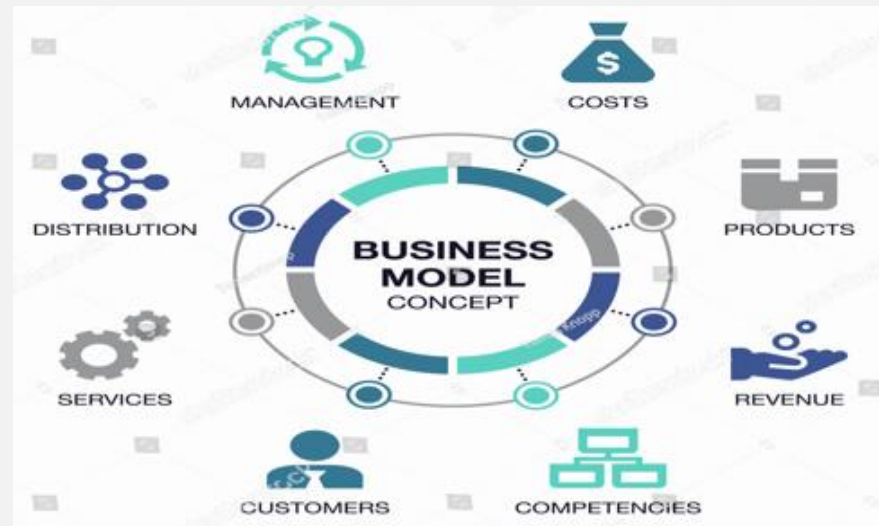 MANAGEMENT
COSTS
DISTRIBUTION
PRODUCTS
BUSINESS
MODEL
CONCEPT
$
SERVICES
REVENUE
CUSTOMERS
COMPETENCIES